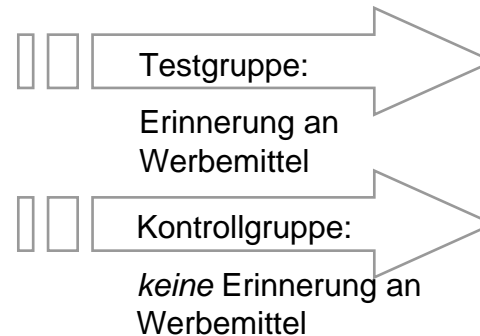 Testgruppe:
Erinnerung an
Werbemittel
Kontrollgruppe:
keine Erinnerung an
Werbemittel